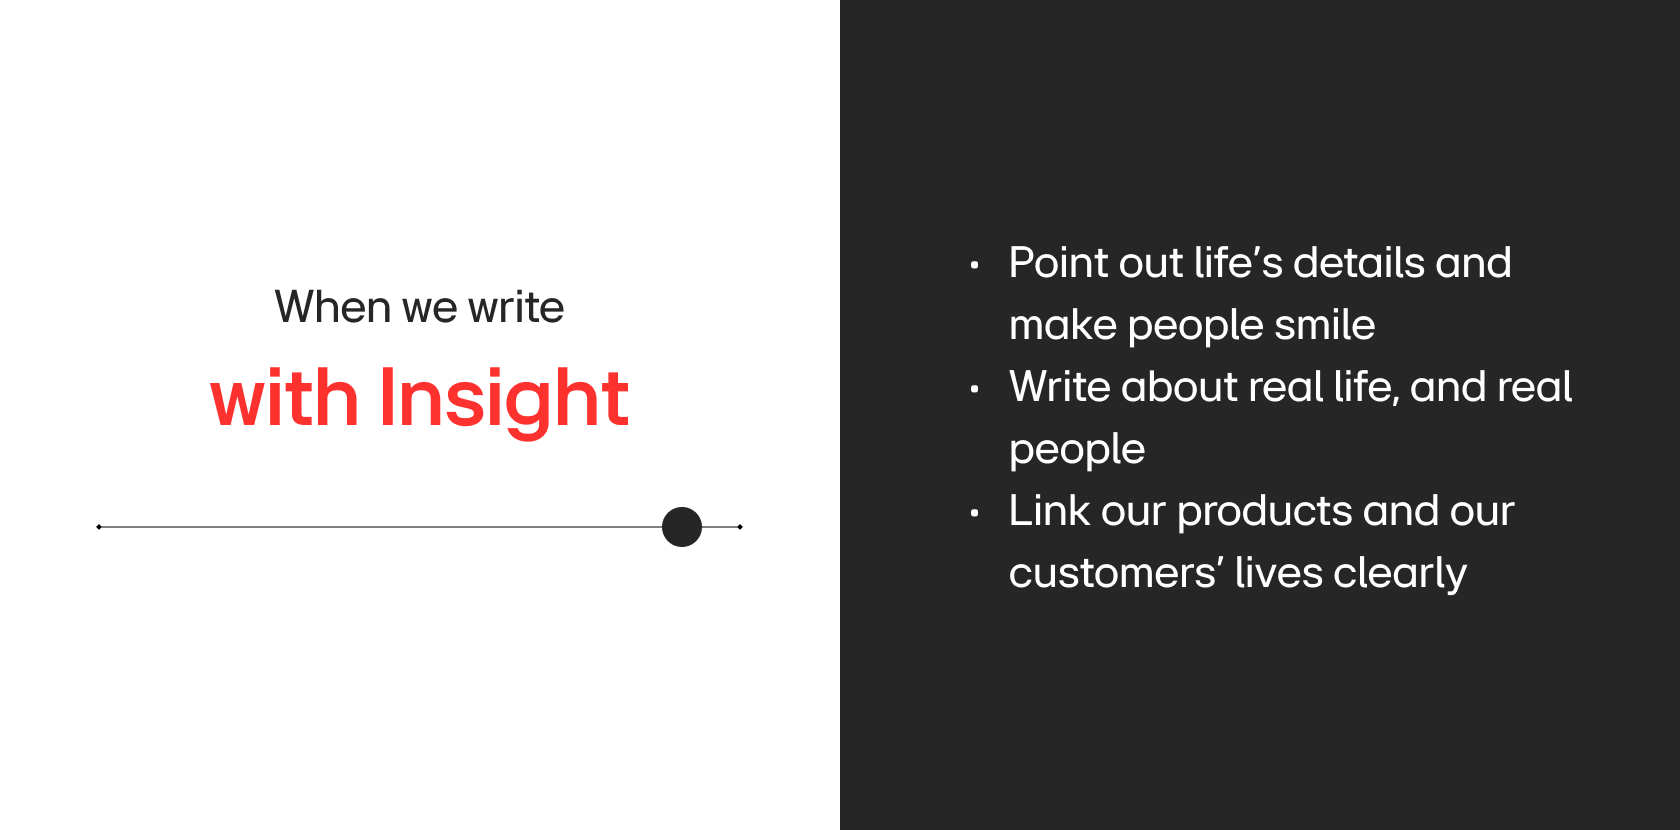 When we write
with Insight
· Point out life’s details and
make people smile
· Write about real life, and real
people
· Link our products and our
customers’ lives clearly